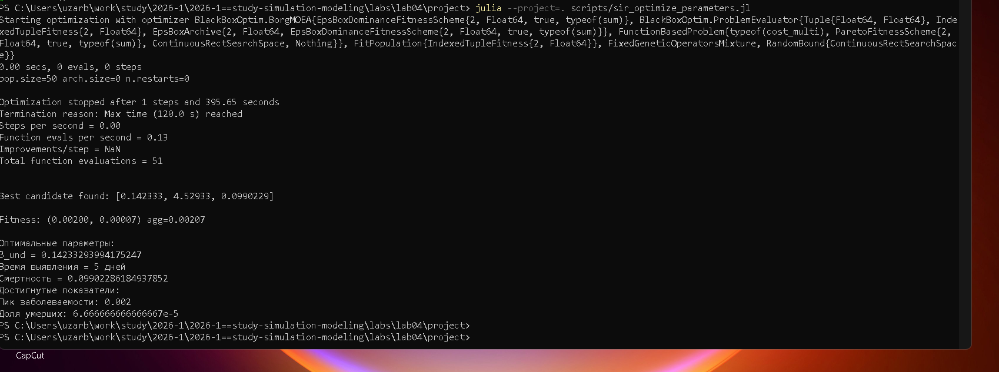 PS C:\Users\uzarb\work\study\2026-1\2026-1==study-simulation-modeling\labs\lab04\project> julia --project=. scripts/sir_optimize_parameters.jl
Starting optimization with optimizer BlackBoxOptim.BorgMOEA{EpsBoxDominanceFitnessScheme{2, Float64, true, typeof(sum)}, BlackBoxOptim.ProblemEvaluator{Tuple{Float64, Float64}, Inde
xedTupleFitness{2, Float64}, EpsBoxArchive{2, Float64, EpsBoxDominanceFitnessScheme{2, Float64, true, typeof(sum)}}, FunctionBasedProblem{typeof(cost_multi), ParetoFitnessScheme{2,
Float64, true, typeof(sum)}, ContinuousRectSearchSpace, Nothing}}, FitPopulation{IndexedTupleFitness{2, Float64}}, FixedGeneticOperatorsMixture, RandomBound{ContinuousRectSearchSpac
e}}
0.00 secs, 0 evals, 0 steps
pop.size=50 arch.size=0 n.restarts=0
Optimization stopped after 1 steps and 395.65 seconds
Termination reason: Max time (120.0 s) reached
Steps per second = 0.00
Function evals per second = 0.13
Improvements/step = NaN
Total function evaluations = 51
Best candidate found: [0.142333, 4.52933, 0.0990229]
Fitness: (0.00200, 0.00007) agg=0.00207
Оптимальные параметры:
β_und = 0.14233293994175247
Время выявления = 5 дней
Смертность = 0.09902286184937852
Достигнутые показатели:
Пик заболеваемости: 0.002
Доля умерших: 6.666666666666667e-5
PS C:\Users\uzarb\work\study\2026-1\2026-1==study-simulation-modeling\labs\lab04\project>
PS C:\Users\uzarb\work\study\2026-1\2026-1==study-simulation-modeling\labs\lab04\project>
CapCut